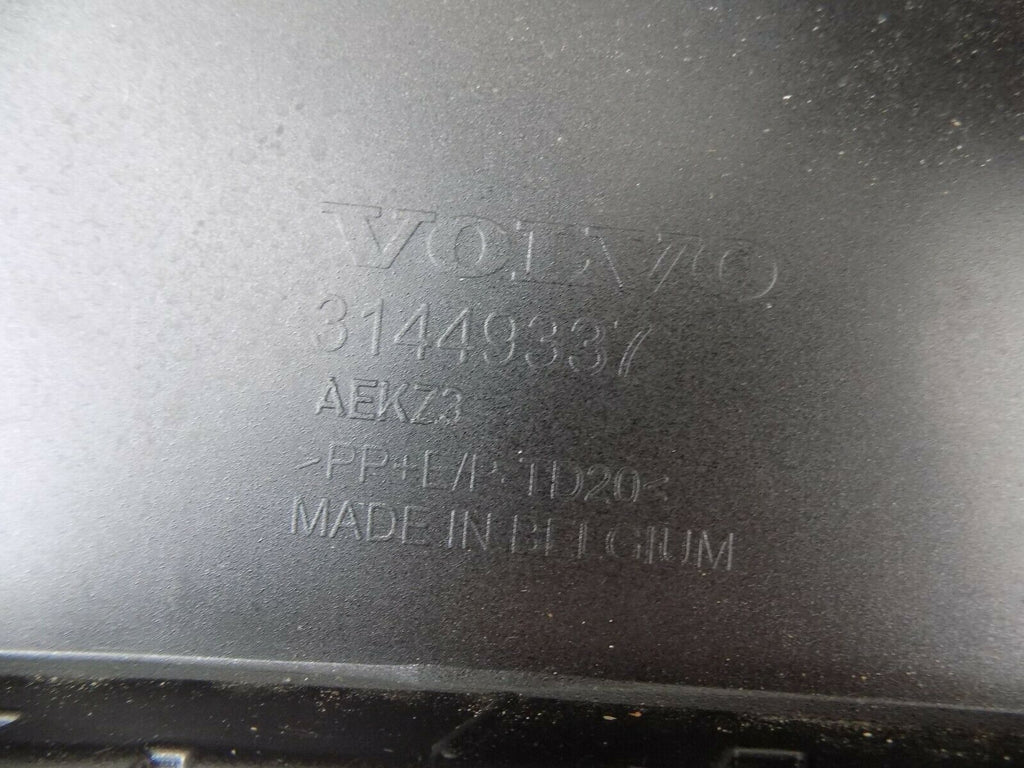 VOLVO
31449337
AEKZ3
>PP+E/P-TD20<
MADE IN BELGIUM